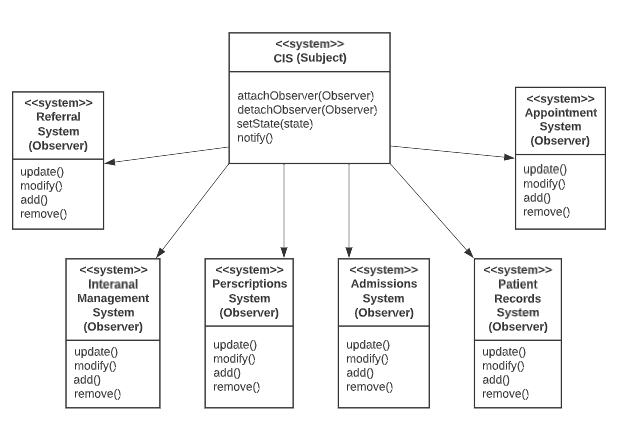 <<system>>
CIS (Subject)
attachObserver(Observer)
detachObserver(Observer)
setState(state)
notify()
<<system>>
Referral
System
(Observer)
update()
modify()
add()
remove()
<<system>>
Appointment
System
(Observer)
update()
modify()
add()
remove()
<<system>>
Interanal
Management
System
(Observer)
update()
modify()
add()
remove()
<<system>>
Perscriptions
System
(Observer)
update()
modify()
add()
remove()
<<system>>
Admissions
System
(Observer)
update()
modify()
add()
remove()
<<system>>
Patient
Records
System
(Observer)
update()
modify()
add()
remove()